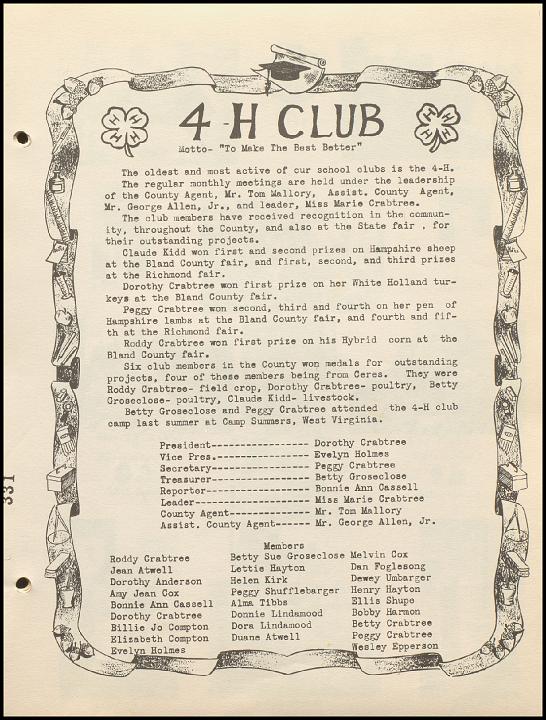 4-H CLUB
Motto- "To Make The Best Better"
The oldest and most active of our school clubs is the 4-H.
The regular monthly meetings are held under the leadership
of the County Agent, Mr. Tom Mallory, Assist. County Agent,
Mr. George Allen, Jr., and leader, Miss Marie Crabtree.
The club members have received recognition in the commun-
ity, throughout the County, and also at the State fair , for
their outstanding projects.
Claude Kidd won first and second prizes on Hampshire sheep
at the Bland County fair, and first, second, and third prizes
at the Richmond fair.
Dorothy Crabtree won first prize on her White Holland tur-
keys at the Bland County fair.
Peggy Crabtree won second, third and fourth on her pen of
Hampshire lambs at the Bland County fair, and fourth and fif-
th at the Richmond fair.
Roddy Crabtree won first prize on his Hybrid corn at the
Bland County fair.
Six club members in the County won medals for outstanding
projects, four of these members being from Ceres. They were
Roddy Crabtree- field crop, Dorothy Crabtree- poultry, Betty
Groseclose- poultry, Claude Kidd- livestock.
Betty Groseclose and Peggy Crabtree attended the 4-H club
camp last summer at Camp Summers, West Virginia.
President--------------- Dorothy Crabtree
Vice Pres.-------------- Evelyn Holmes
Secretary--------------- Peggy Crabtree
Treasurer--------------- Betty Groseclose
Reporter---------------- Bonnie Ann Cassell
Leader------------------ Miss Marie Crabtree
County Agent------------ Mr. Tom Mallory
Assist. County Agent------ Mr. George Allen, Jr.
Members
Roddy Crabtree Betty Sue Groseclose Melvin Cox
Jean Atwell Lettie Hayton Dan Foglesong
Dorothy Anderson Helen Kirk Dewey Umbarger
Amy Jean Cox Peggy Shufflebarger Henry Hayton
Bonnie Ann Cassell Alma Tibbs Ellis Shupe
Dorothy Crabtree Donnie Lindamood Bobby Harmon
Billie Jo Compton Dora Lindamood Betty Crabtree
Elizabeth Compton Duane Atwell Peggy Crabtree
Evelyn Holmes Wesley Epperson
331
H H H H
H H H H